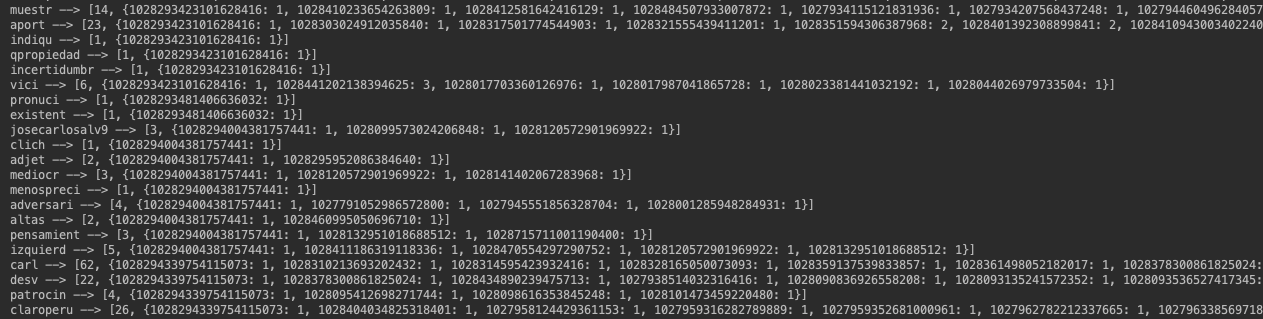 muestr —> [14, {1028293423101628416: 1, 1028410233654263809: 1, 1028412581642416129: 1, 1028484507933007872: 1, 1027934115121831936: 1, 1027934207568437248: 1, 102794460496284057
aport —> [23, {1028293423101628416: 1, 1028303024912035840: 1, 1028317501774544903: 1, 1028321555439411201: 1, 1028351594306387968: 2, 1028401392308899841: 2, 1028410943003402240
indiqu —> [1, {1028293423101628416: 1}]
qpropiedad —> [1, {1028293423101628416: 1}]
incertidumbr —> [1, {1028293423101628416: 1}]
vici —> [6, {1028293423101628416: 1, 1028441202138394625: 3, 1028017703360126976: 1, 1028017987041865728: 1, 1028023381441032192: 1, 1028044026979733504: 1}]
pronuci —> [1, {1028293481406636032: 1}]
existent —> [1, {1028293481406636032: 1}]
josecarlosalv9 —> [3, {1028294004381757441: 1, 1028099573024206848: 1, 1028120572901969922: 1}]
clich —> [1, {1028294004381757441: 1}]
adjet —> [2, {1028294004381757441: 1, 1028295952086384640: 1}]
mediocr —> [3, {1028294004381757441: 1, 1028120572901969922: 1, 1028141402067283968: 1}]
menospreci —> [1, {1028294004381757441: 1}]
adversari —> [4, {1028294004381757441: 1, 1027791052986572800: 1, 1027945551856328704: 1, 1028001285948284931: 1}]
altas —> [2, {1028294004381757441: 1, 1028460995050696710: 1}]
pensamient —> [3, {1028294004381757441: 1, 1028132951018688512: 1, 1028715711001190400: 1}]
izquierd —> [5, {1028294004381757441: 1, 1028411186319118336: 1, 1028470554297290752: 1, 1028120572901969922: 1, 1028132951018688512: 1}]
carl —> [62, {1028294339754115073: 1, 1028310213693202432: 1, 1028314595423932416: 1, 1028328165050073093: 1, 1028359137539833857: 1, 1028361498052182017: 1, 1028378300861825024:
desv —> [22, {1028294339754115073: 1, 1028378300861825024: 1, 1028434890239475713: 1, 1027938514032316416: 1, 1028090836926558208: 1, 1028093135241572352: 1, 1028093536527417345:
patrocin —> [4, {1028294339754115073: 1, 1028095412698271744: 1, 1028098616353845248: 1, 1028101473459220480: 1}]
claroperu —> [26, {1028294339754115073: 1, 1028404034825318401: 1, 1027958124429361153: 1, 1027959316282789889: 1, 1027959352681000961: 1, 1027962782212337665: 1, 102796338569718